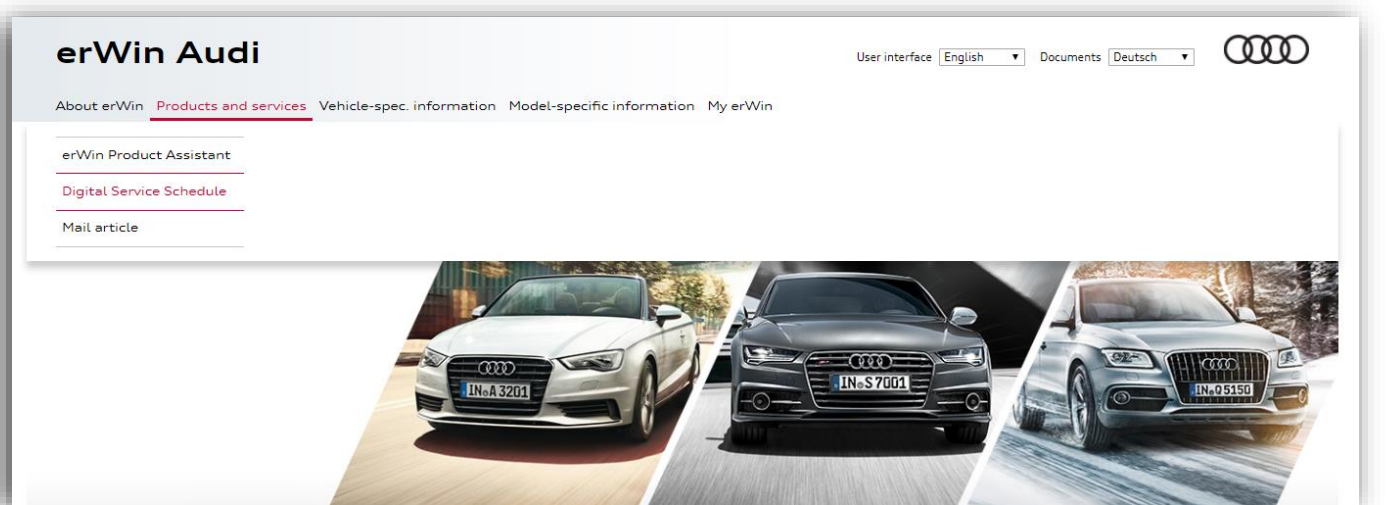 erWin Audi
User interface English Documents Deutsch
About erWin Products and services Vehicle-spec. information Model-specific information My erWin
erWin Product Assistant
Digital Service Schedule
Mail article
IN A 3201
IN S 7001
IN Q 5150